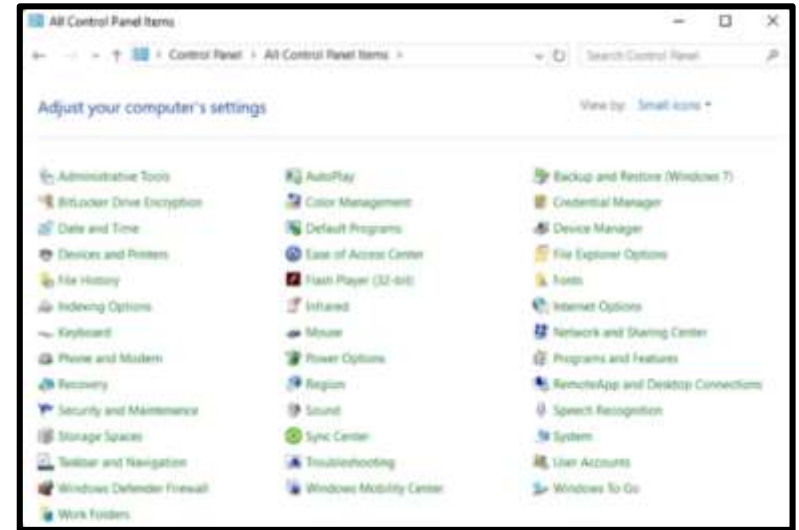 All Control Panel Items
Control Panel > All Control Panel Items >
Search Control Panel
Adjust your computer's settings
View by: Small icons
Administrative Tools
AutoPlay
Backup and Restore (Windows 7)
BitLocker Drive Encryption
Color Management
Credential Manager
Date and Time
Default Programs
Device Manager
Devices and Printers
Ease of Access Center
File Explorer Options
File History
Flash Player (32-bit)
Fonts
Indexing Options
Infrared
Internet Options
Keyboard
Mouse
Network and Sharing Center
Phone and Modem
Power Options
Programs and Features
Recovery
Region
RemoteApp and Desktop Connections
Security and Maintenance
Sound
Speech Recognition
Storage Spaces
Sync Center
System
Taskbar and Navigation
Troubleshooting
User Accounts
Windows Defender Firewall
Windows Mobility Center
Windows To Go
Work Folders